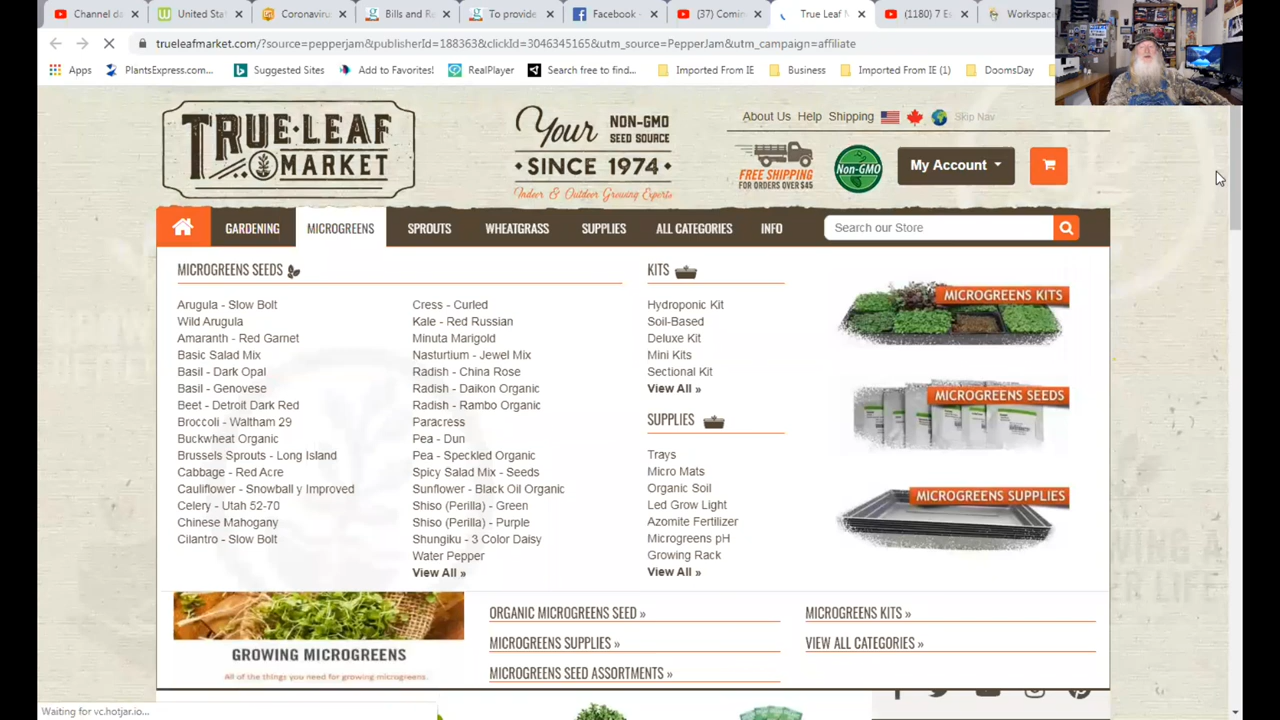 Channel da
United Sta
Coronaviru
Bills and R
To provide
Facebook -
(37) Comin
True Leaf M
(1180) 7 Es
Workspace
trueleafmarket.com/?source=pepperjam&publisherId=188363&clickId=3046345165&utm_source=PepperJam&utm_campaign=affiliate
Apps
PlantsExpress.com...
Suggested Sites
Add to Favorites!
RealPlayer
Search free to find...
Imported From IE
Business
Imported From IE (1)
DoomsDay
TRUE·LEAF
MARKET
Your NON-GMO
SEED SOURCE
• SINCE 1974 •
Indoor & Outdoor Growing Experts
About Us Help Shipping Skip Nav
FREE SHIPPING
FOR ORDERS OVER $45
Non-GMO
My Account
GARDENING
MICROGREENS
SPROUTS
WHEATGRASS
SUPPLIES
ALL CATEGORIES
INFO
Search our Store
MICROGREENS SEEDS
Arugula - Slow Bolt
Wild Arugula
Amaranth - Red Garnet
Basic Salad Mix
Basil - Dark Opal
Basil - Genovese
Beet - Detroit Dark Red
Broccoli - Waltham 29
Buckwheat Organic
Brussels Sprouts - Long Island
Cabbage - Red Acre
Cauliflower - Snowball y Improved
Celery - Utah 52-70
Chinese Mahogany
Cilantro - Slow Bolt
Cress - Curled
Kale - Red Russian
Minuta Marigold
Nasturtium - Jewel Mix
Radish - China Rose
Radish - Daikon Organic
Radish - Rambo Organic
Paracress
Pea - Dun
Pea - Speckled Organic
Spicy Salad Mix - Seeds
Sunflower - Black Oil Organic
Shiso (Perilla) - Green
Shiso (Perilla) - Purple
Shungiku - 3 Color Daisy
Water Pepper
View All »
KITS
Hydroponic Kit
Soil-Based
Deluxe Kit
Mini Kits
Sectional Kit
View All »
SUPPLIES
Trays
Micro Mats
Organic Soil
Led Grow Light
Azomite Fertilizer
Microgreens pH
Growing Rack
View All »
MICROGREENS KITS
MICROGREENS SEEDS
MICROGREENS SUPPLIES
GROWING MICROGREENS
All of the things you need for growing microgreens.
ORGANIC MICROGREENS SEED »
MICROGREENS SUPPLIES »
MICROGREENS SEED ASSORTMENTS »
MICROGREENS KITS »
VIEW ALL CATEGORIES »
Waiting for vc.hotjar.io...